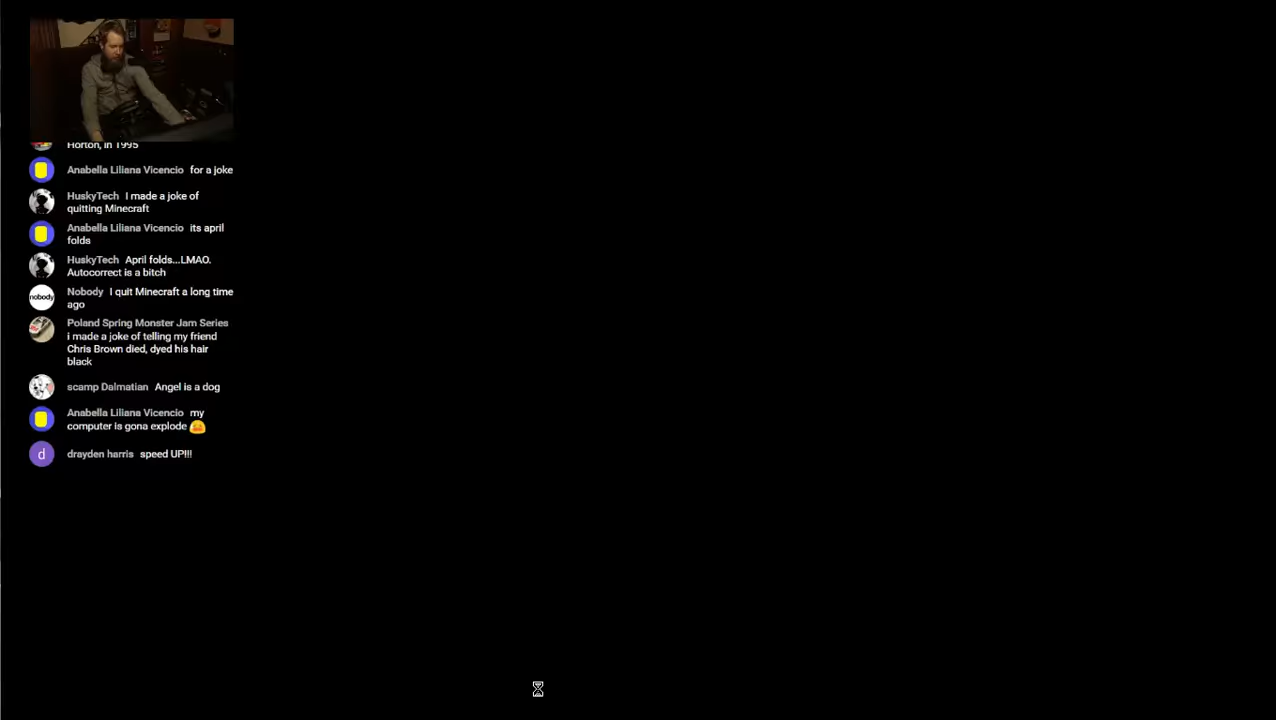 Horton, in 1995
Anabella Liliana Vicencio for a joke
HuskyTech I made a joke of
quitting Minecraft
Anabella Liliana Vicencio its april
folds
HuskyTech April folds...LMAO.
Autocorrect is a bitch
nobody
Nobody I quit Minecraft a long time
ago
Poland Spring Monster Jam Series
i made a joke of telling my friend
Chris Brown died, dyed his hair
black
scamp Dalmatian Angel is a dog
Anabella Liliana Vicencio my
computer is gona explode
d
drayden harris speed UP!!!